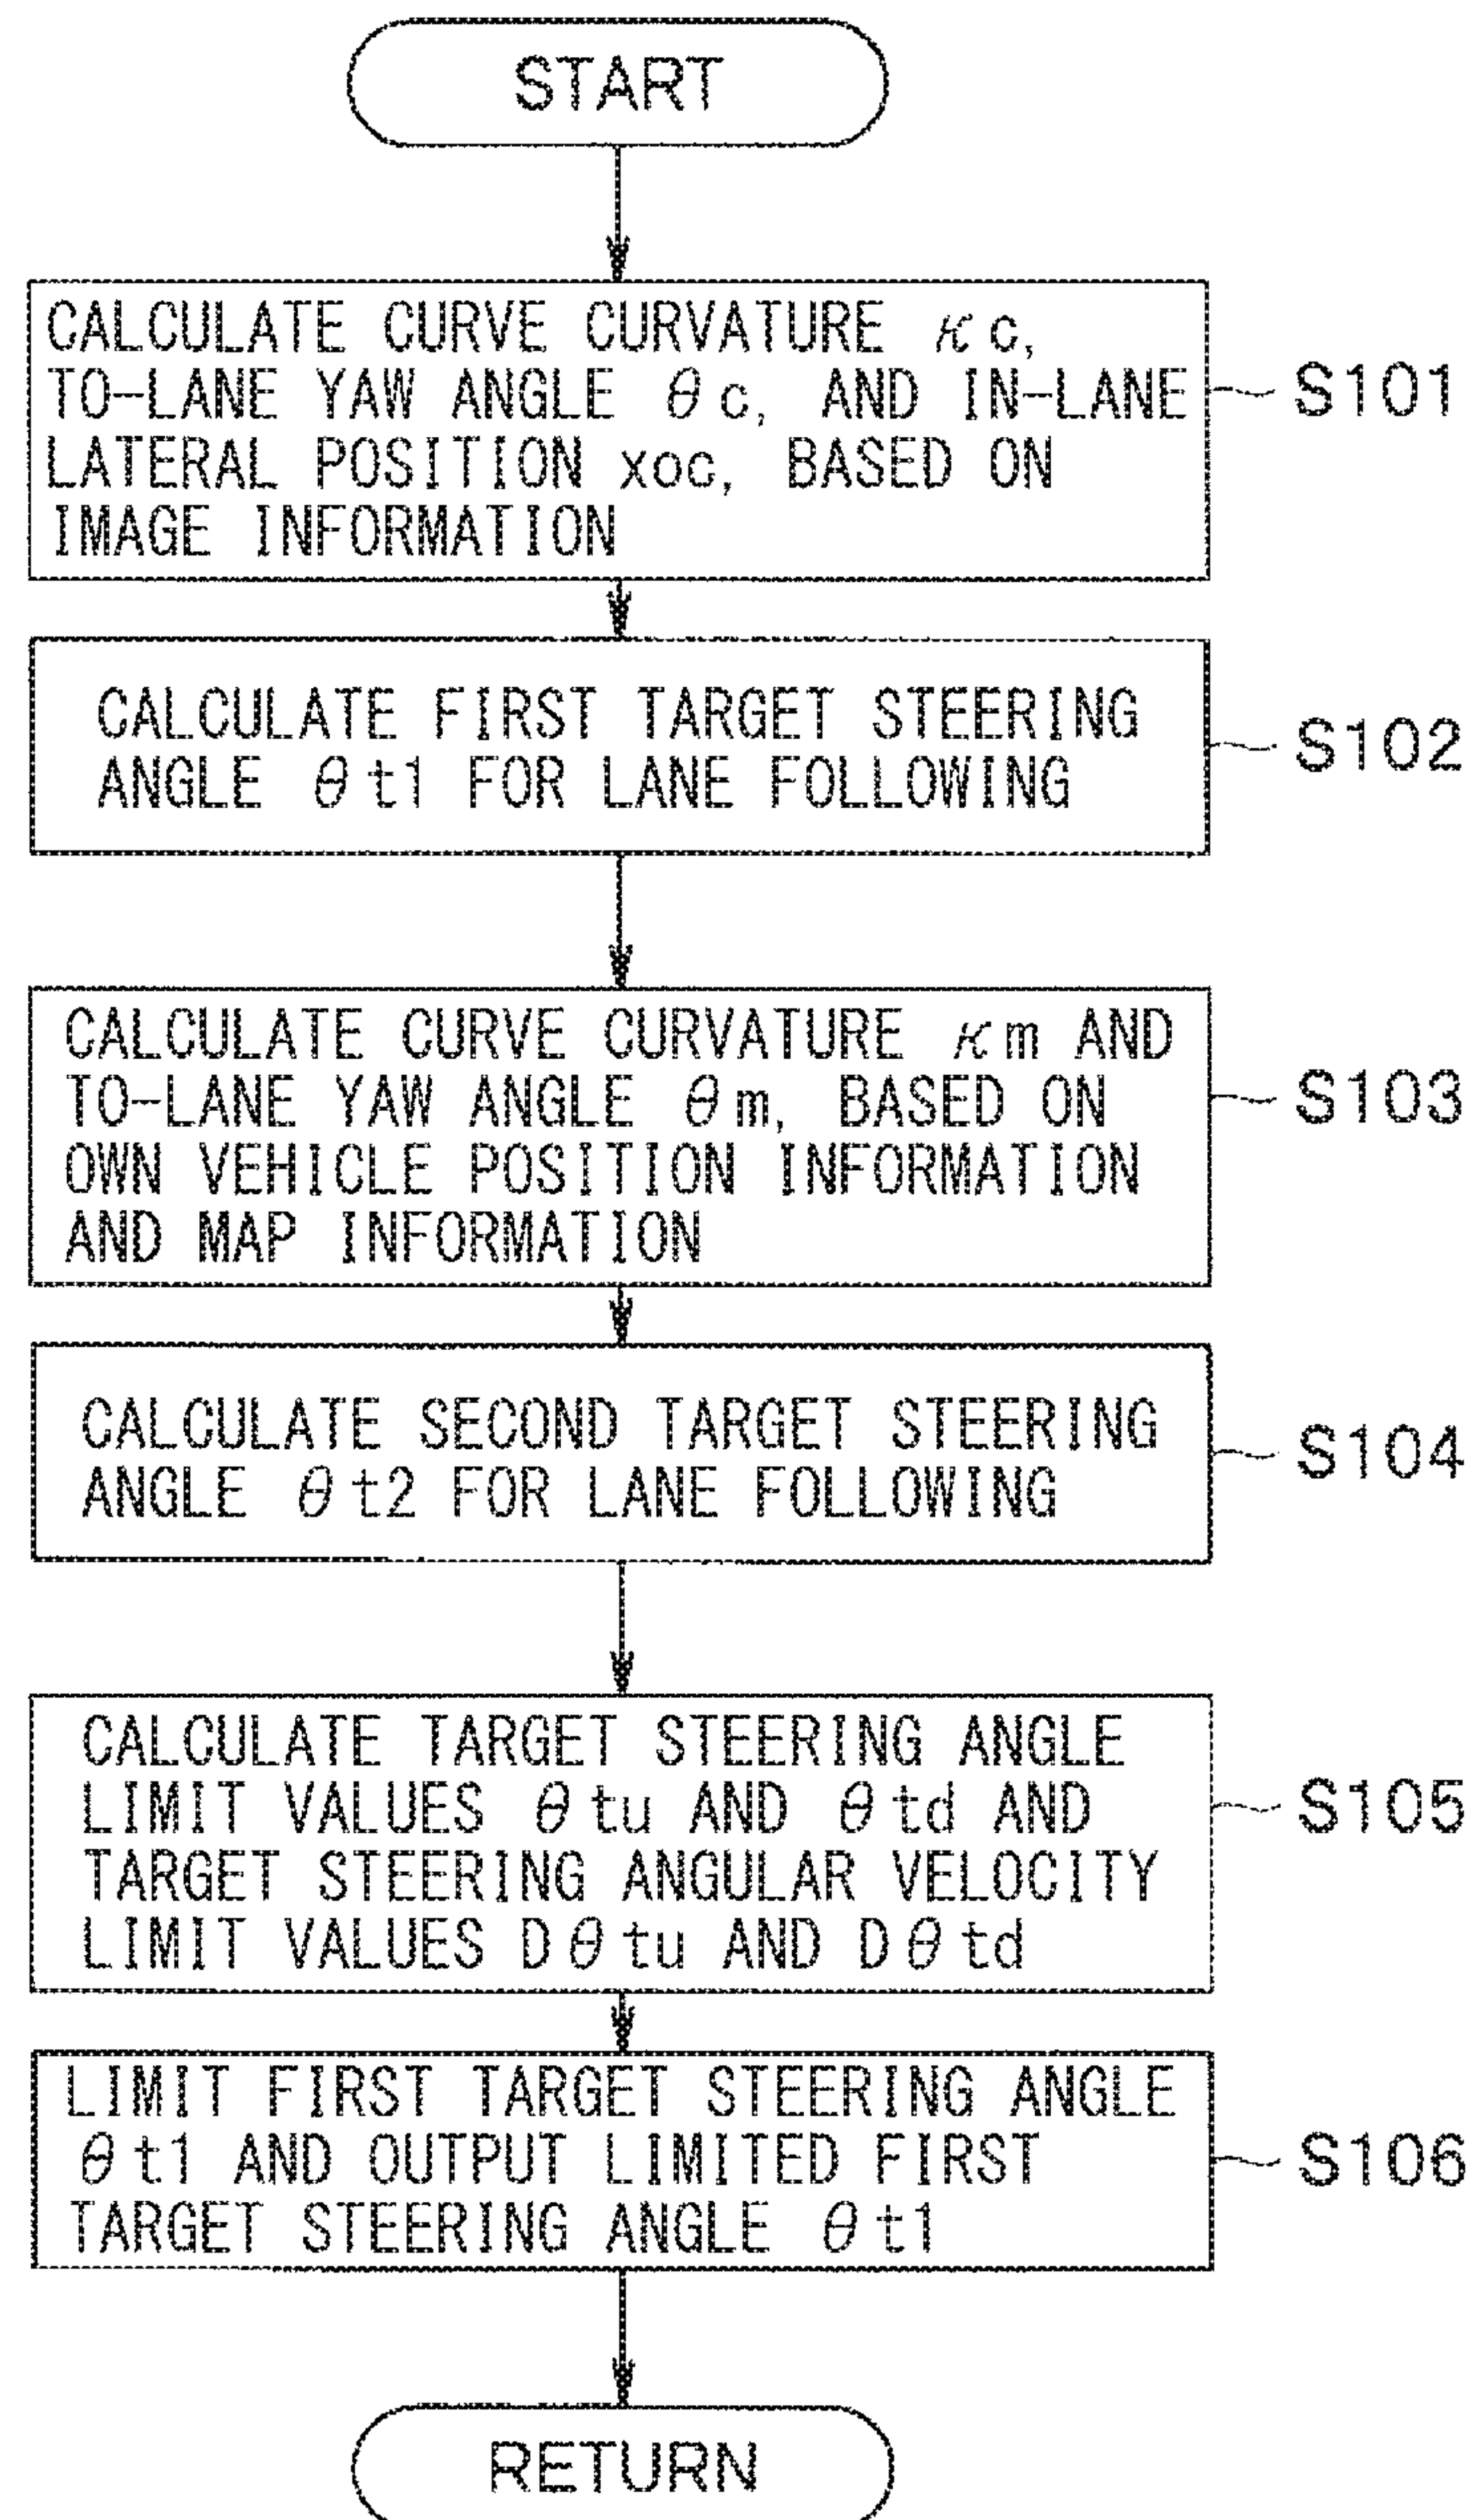 START
CALCULATE CURVE CURVATURE κc,
TO-LANE YAW ANGLE θc, AND IN-LANE
LATERAL POSITION xoc, BASED ON
IMAGE INFORMATION
S101
CALCULATE FIRST TARGET STEERING
ANGLE θt1 FOR LANE FOLLOWING
S102
CALCULATE CURVE CURVATURE κm AND
TO-LANE YAW ANGLE θm, BASED ON
OWN VEHICLE POSITION INFORMATION
AND MAP INFORMATION
S103
CALCULATE SECOND TARGET STEERING
ANGLE θt2 FOR LANE FOLLOWING
S104
CALCULATE TARGET STEERING ANGLE
LIMIT VALUES θtu AND θtd AND
TARGET STEERING ANGULAR VELOCITY
LIMIT VALUES Dθtu AND Dθtd
S105
LIMIT FIRST TARGET STEERING ANGLE
θt1 AND OUTPUT LIMITED FIRST
TARGET STEERING ANGLE θt1
S106
RETURN